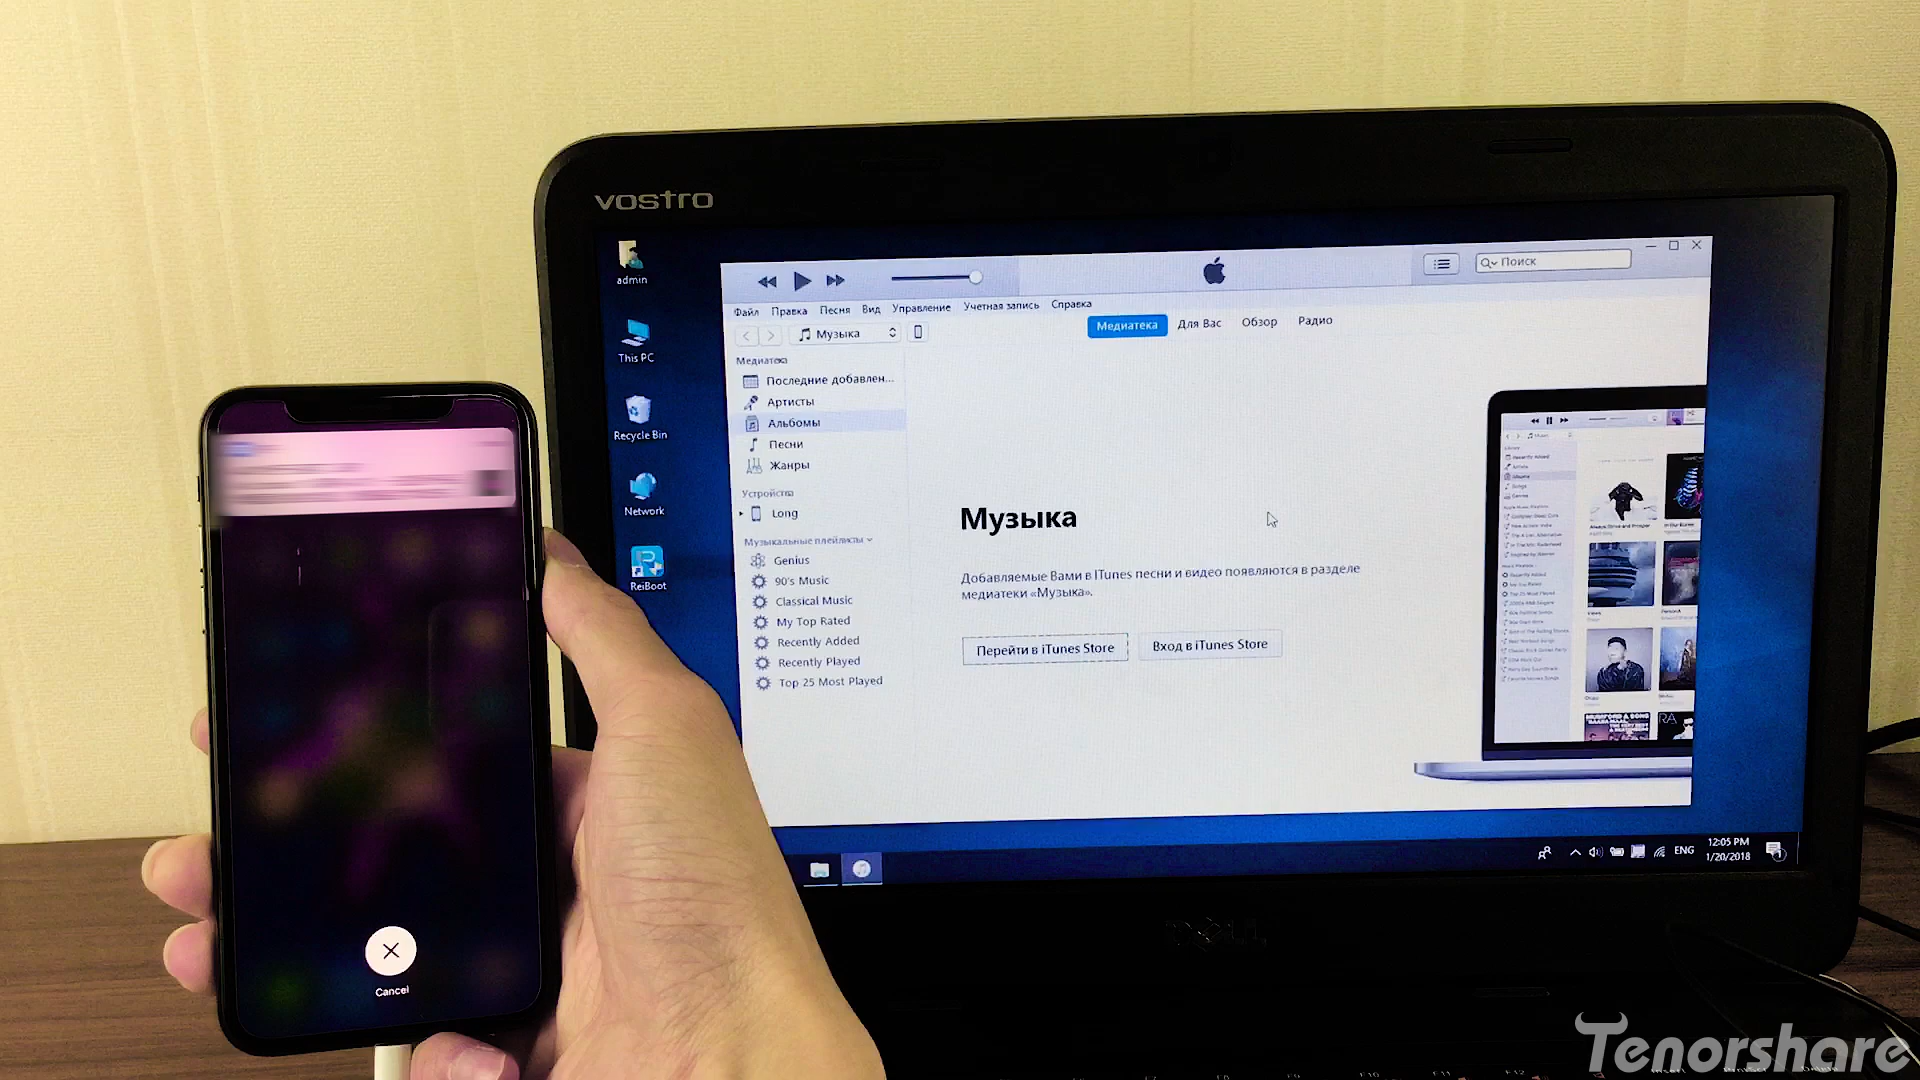 vostro
admin
This PC
Recycle Bin
Network
ReiBoot
Поиск
Файл Правка Песня Вид Управление Учетная запись Справка
Музыка
Медиатека Для Вас Обзор Радио
Медиатека
Последние добавлен...
Артисты
Альбомы
Песни
Жанры
Устройства
Long
Музыкальные плейлисты
Genius
90's Music
Classical Music
My Top Rated
Recently Added
Recently Played
Top 25 Most Played
Музыка
Добавляемые Вами в iTunes песни и видео появляются в разделе
медиатеки «Музыка».
Перейти в iTunes Store
Вход в iTunes Store
ENG
12:05 PM
1/20/2018
DELL
Cancel
Tenorshare